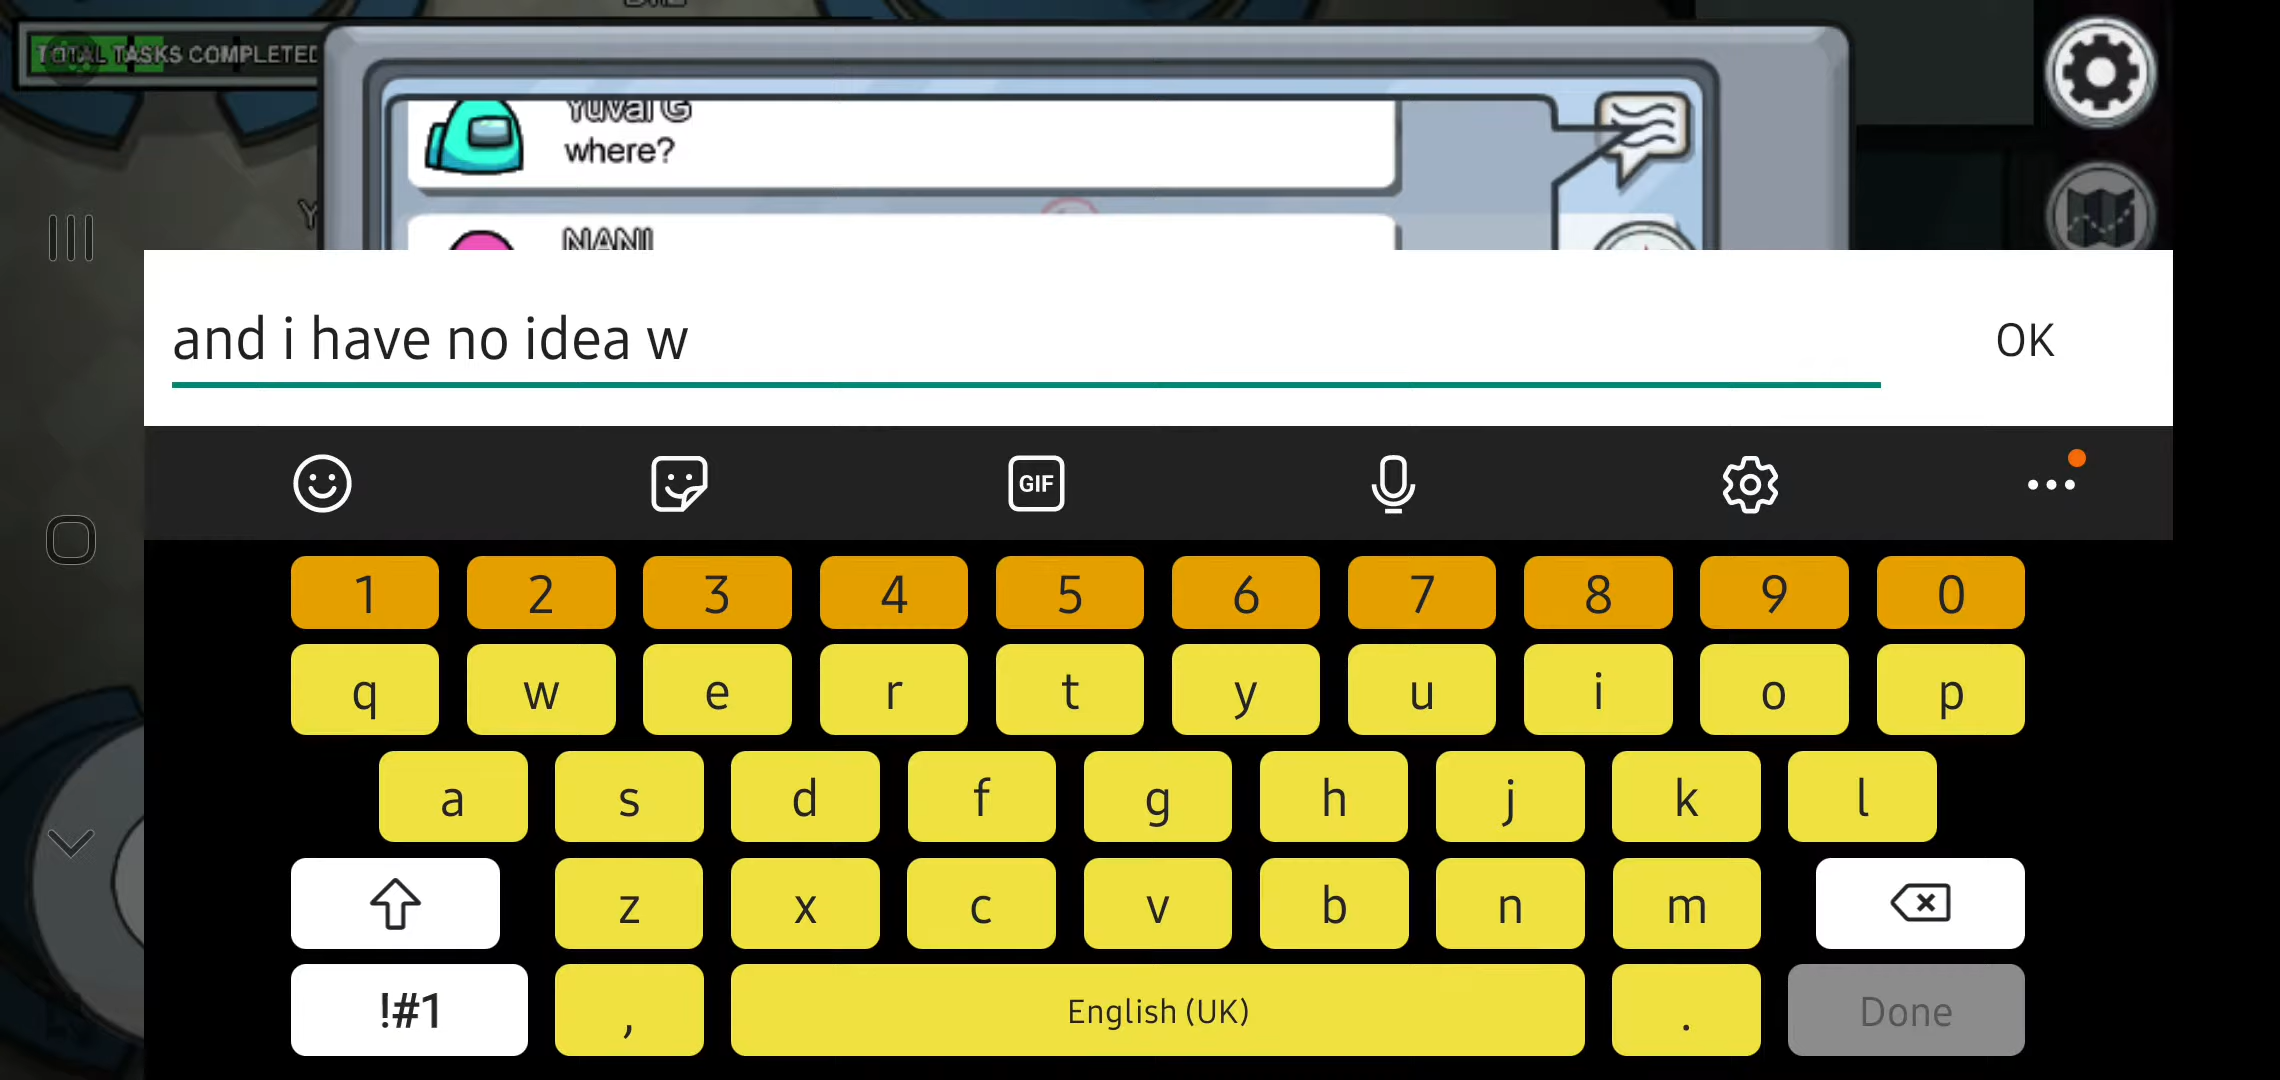 TOTAL TASKS COMPLETED
Yuval G
where?
NANI
and i have no idea w
OK
GIF
1 2 3 4 5 6 7 8 9 0
q w e r t y u i o p
a s d f g h j k l
z x c v b n m
!#1 , English (UK) . Done